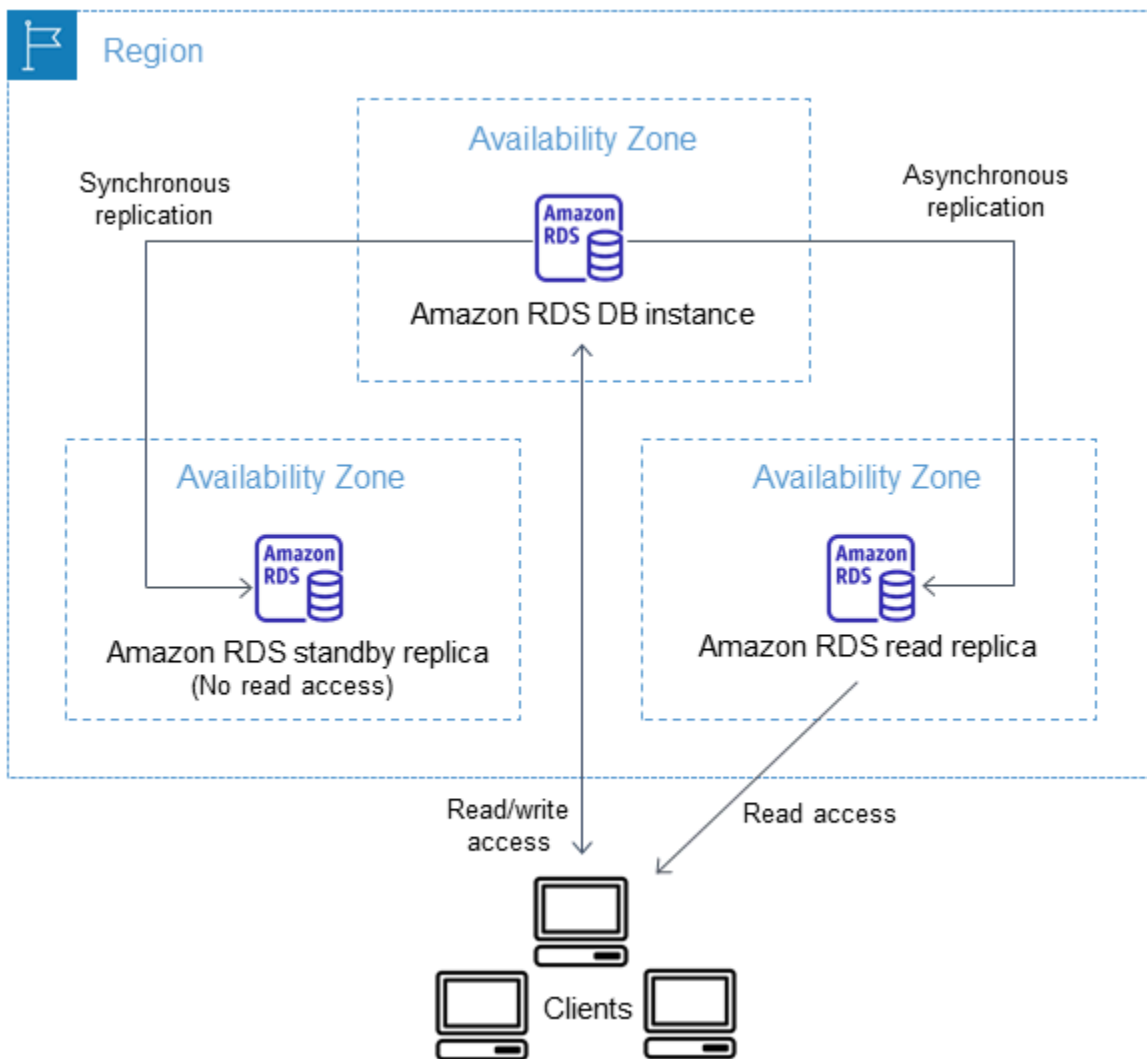 Region
Availability Zone
Synchronous
replication
Asynchronous
replication
Amazon
RDS
Amazon RDS DB instance
Availability Zone
Availability Zone
Amazon
RDS
Amazon
RDS
Amazon RDS standby replica
(No read access)
Amazon RDS read replica
Read/write
access
Read access
Clients